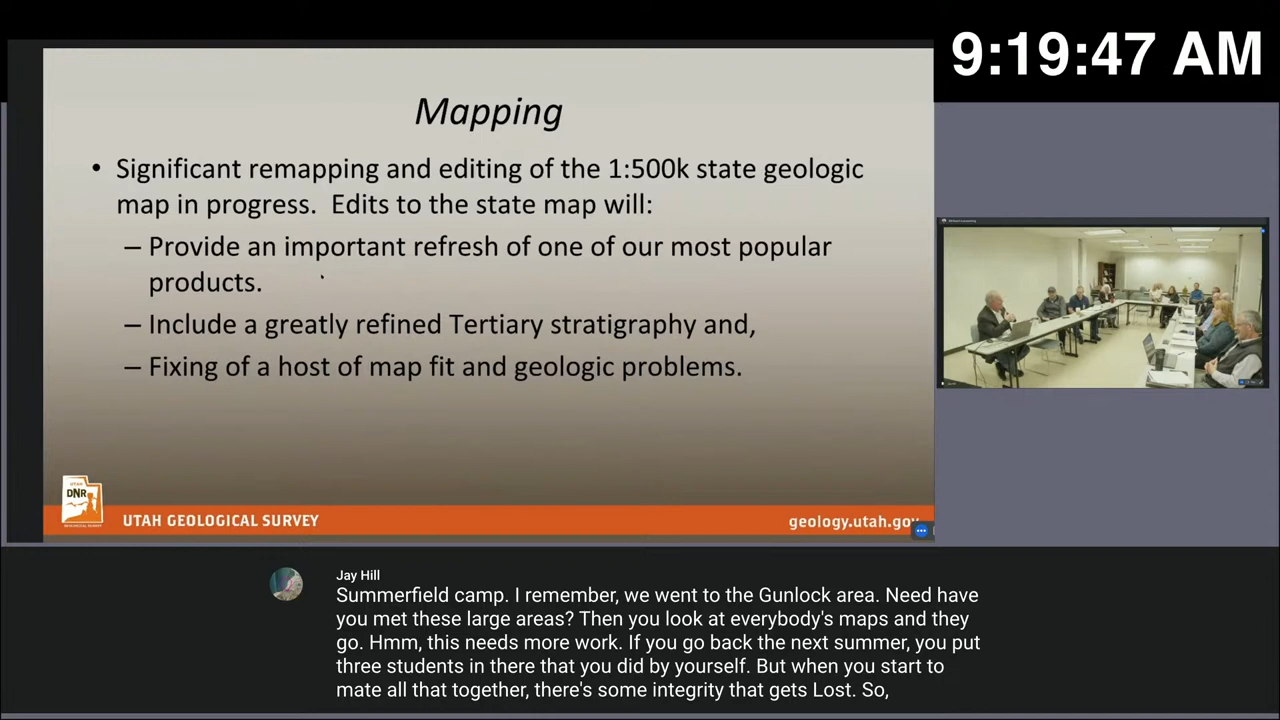 9:19:47 AM
Mapping
• Significant remapping and editing of the 1:500k state geologic
map in progress. Edits to the state map will:
– Provide an important refresh of one of our most popular
products.
– Include a greatly refined Tertiary stratigraphy and,
– Fixing of a host of map fit and geologic problems.
UTAH
DNR
GEOLOGICAL SURVEY
UTAH GEOLOGICAL SURVEY
geology.utah.gov
Jay Hill
Summerfield camp. I remember, we went to the Gunlock area. Need have
you met these large areas? Then you look at everybody's maps and they
go. Hmm, this needs more work. If you go back the next summer, you put
three students in there that you did by yourself. But when you start to
mate all that together, there's some integrity that gets Lost. So,